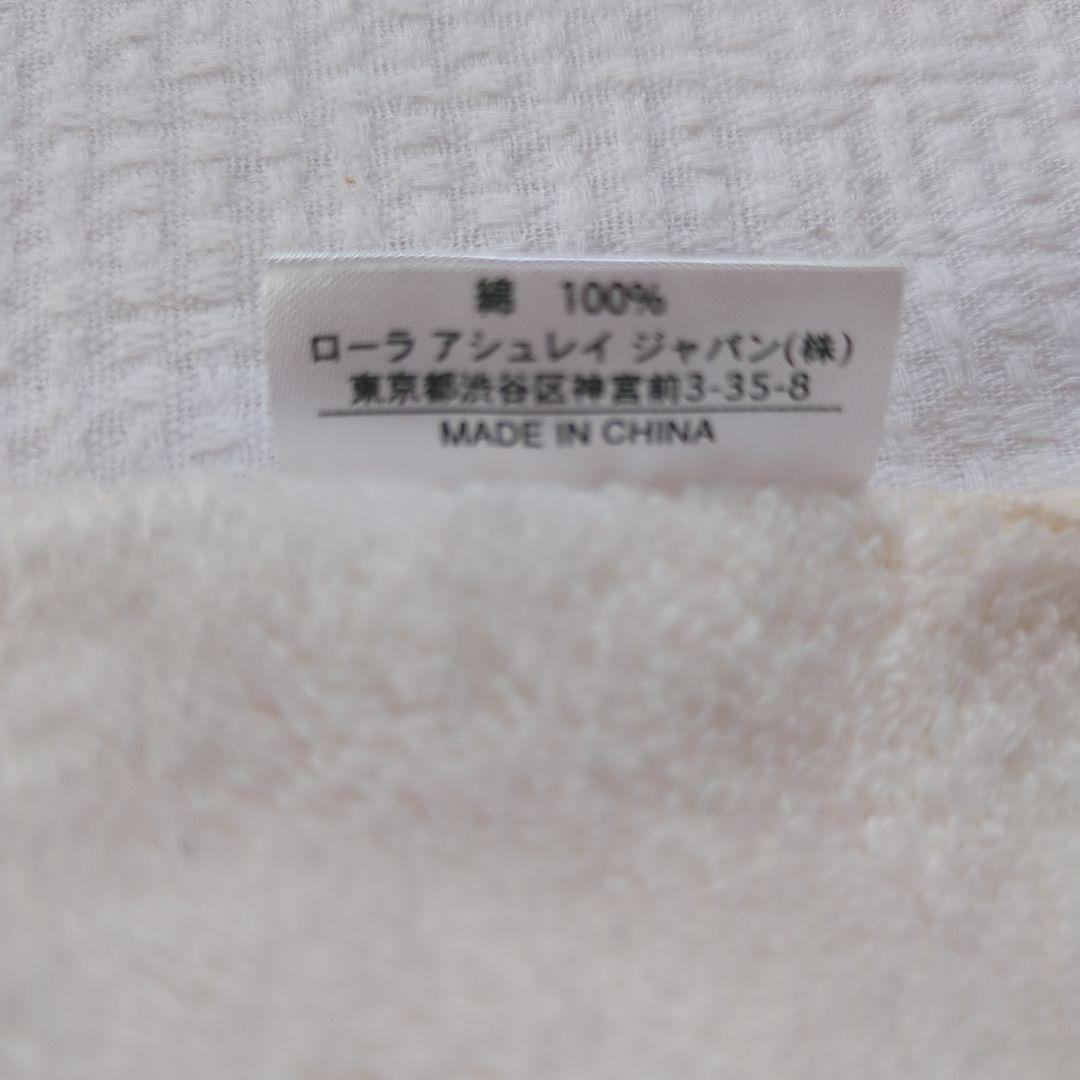 綿 100%
ローラ アシュレイ ジャパン(株)
東京都渋谷区神宮前3-35-8
MADE IN CHINA